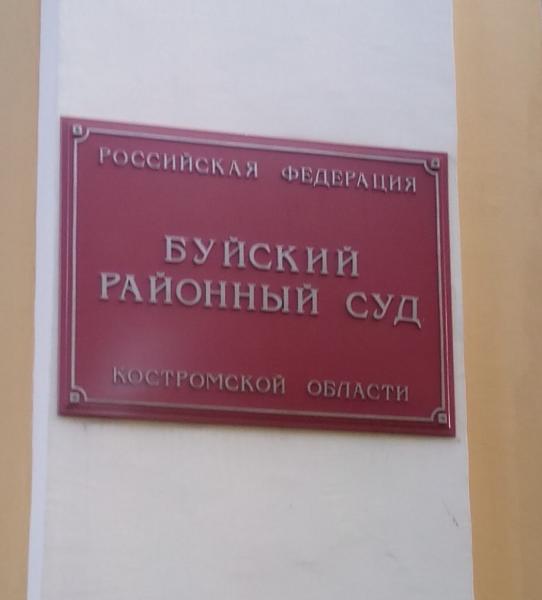 РОССИЙСКАЯ ФЕДЕРАЦИЯ
БУЙСКИЙ
РАЙОННЫЙ СУД
КОСТРОМСКОЙ ОБЛАСТИ